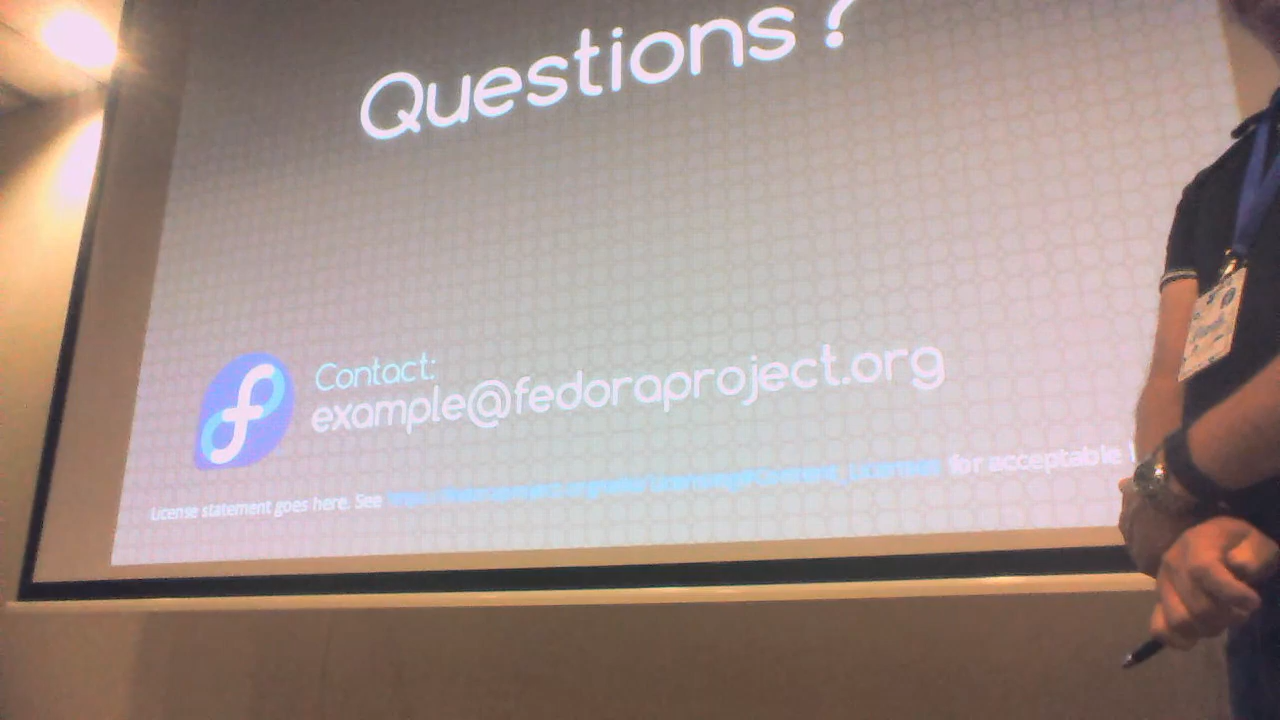 Questions?
Contact:
example@fedoraproject.org
License statement goes here. See for acceptable